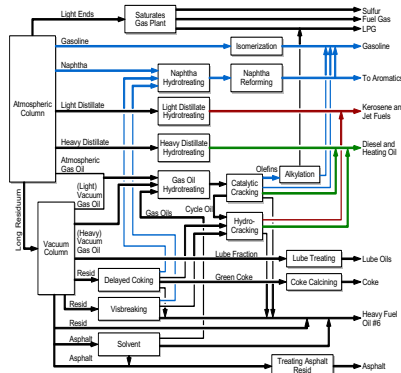 Light Ends
Saturates
Gas Plant
Sulfur
Fuel Gas
LPG
Gasoline
Isomerization
Gasoline
Naphtha
Naphtha
Hydrotreating
Naphtha
Reforming
To Aromatics
Atmospheric
Column
Light Distillate
Light Distillate
Hydrotreating
Kerosene and
Jet Fuels
Heavy Distillate
Heavy Distillate
Hydrotreating
Diesel and
Heating Oil
Atmospheric
Gas Oil
Gas Oil
Hydrotreating
Catalytic
Cracking
Olefins
Alkylation
Long Residuum
(Light)
Vacuum
Gas Oil
Gas Oils
Cycle Oil
Hydro-
Cracking
Vacuum
Column
(Heavy)
Vacuum
Gas Oil
Lube Fraction
Lube Treating
Lube Oils
Resid
Delayed Coking
Green Coke
Coke Calcining
Coke
Resid
Visbreaking
Heavy Fuel
Oil #6
Resid
Asphalt
Solvent
Asphalt
Treating Asphalt
Resid
Asphalt